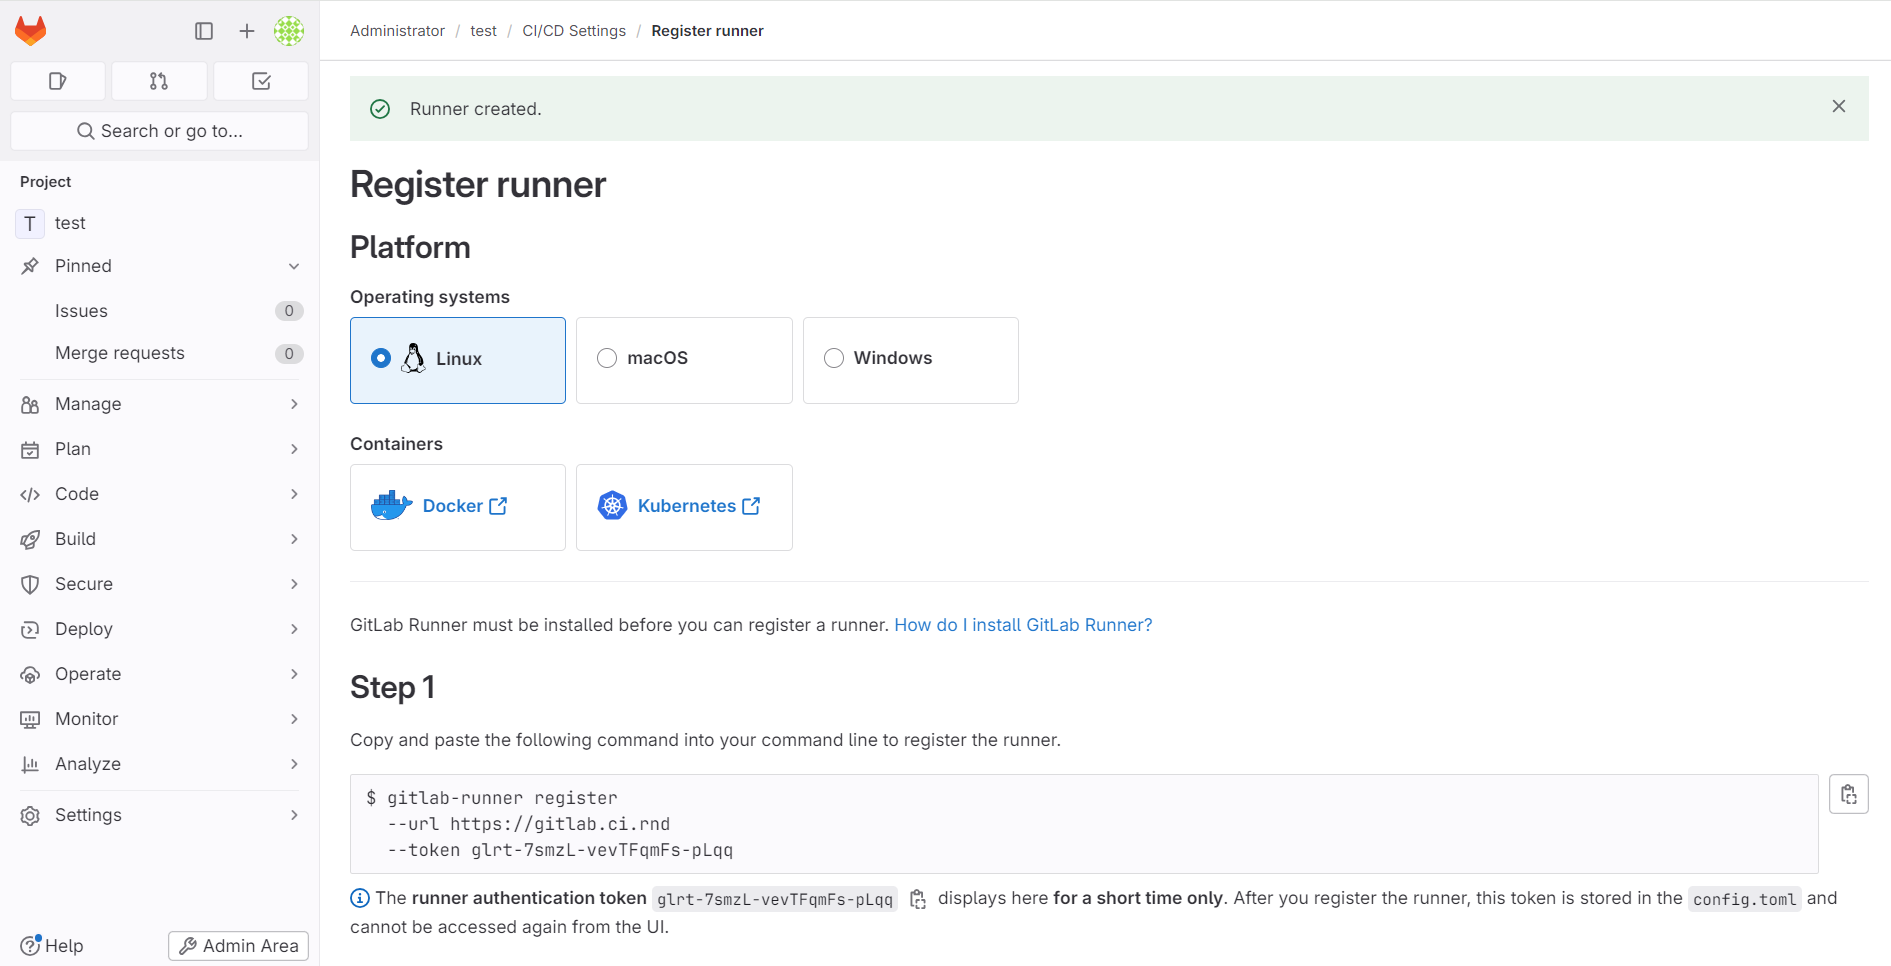 Administrator / test / CI/CD Settings / Register runner
Search or go to...
Project
T test
Pinned
Issues 0
Merge requests 0
Manage
Plan
Code
Build
Secure
Deploy
Operate
Monitor
Analyze
Settings
Help
Admin Area
Runner created.
Register runner
Platform
Operating systems
Linux
macOS
Windows
Containers
Docker
Kubernetes
GitLab Runner must be installed before you can register a runner. How do I install GitLab Runner?
Step 1
Copy and paste the following command into your command line to register the runner.
$ gitlab-runner register
--url https://gitlab.ci.rnd
--token glrt-7smzL-vevTFqmFs-pLqq
The runner authentication token glrt-7smzL-vevTFqmFs-pLqq displays here for a short time only. After you register the runner, this token is stored in the config.toml and
cannot be accessed again from the UI.